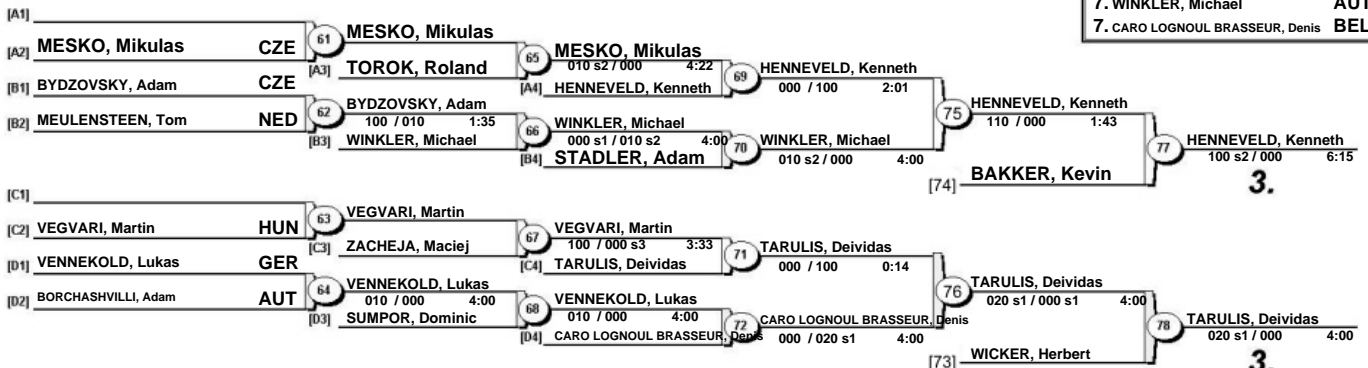 7. WINKLER, Michael AUT
7. CARO LOGNOUL BRASSEUR, Denis BEL
[A1]
[A2] MESKO, Mikulas CZE
61
MESKO, Mikulas
[A3] TOROK, Roland
65
MESKO, Mikulas
010 s2 / 000 4:22
[A4] HENNEVELD, Kenneth
69
HENNEVELD, Kenneth
000 / 100 2:01
[B1] BYDZOVSKY, Adam CZE
[B2] MEULENSTEEN, Tom NED
62
BYDZOVSKY, Adam
100 / 010 1:35
[B3] WINKLER, Michael
66
WINKLER, Michael
000 s1 / 010 s2 4:00
[B4] STADLER, Adam
70
WINKLER, Michael
010 s2 / 000 4:00
75
HENNEVELD, Kenneth
110 / 000 1:43
[74] BAKKER, Kevin
77
HENNEVELD, Kenneth
100 s2 / 000 6:15
3.
[C1]
[C2] VEGVARI, Martin HUN
63
VEGVARI, Martin
[C3] ZACHEJA, Maciej
67
VEGVARI, Martin
100 / 000 s3 3:33
[C4] TARULIS, Deividas
71
TARULIS, Deividas
000 / 100 0:14
[D1] VENNEKOLD, Lukas GER
[D2] BORCHASHVILLI, Adam AUT
64
VENNEKOLD, Lukas
010 / 000 4:00
[D3] SUMPOR, Dominic
68
VENNEKOLD, Lukas
010 / 000 4:00
[D4] CARO LOGNOUL BRASSEUR, Denis
72
CARO LOGNOUL BRASSEUR, Denis
000 / 020 s1 4:00
76
TARULIS, Deividas
020 s1 / 000 s1 4:00
[73] WICKER, Herbert
78
TARULIS, Deividas
020 s1 / 000 4:00
3.